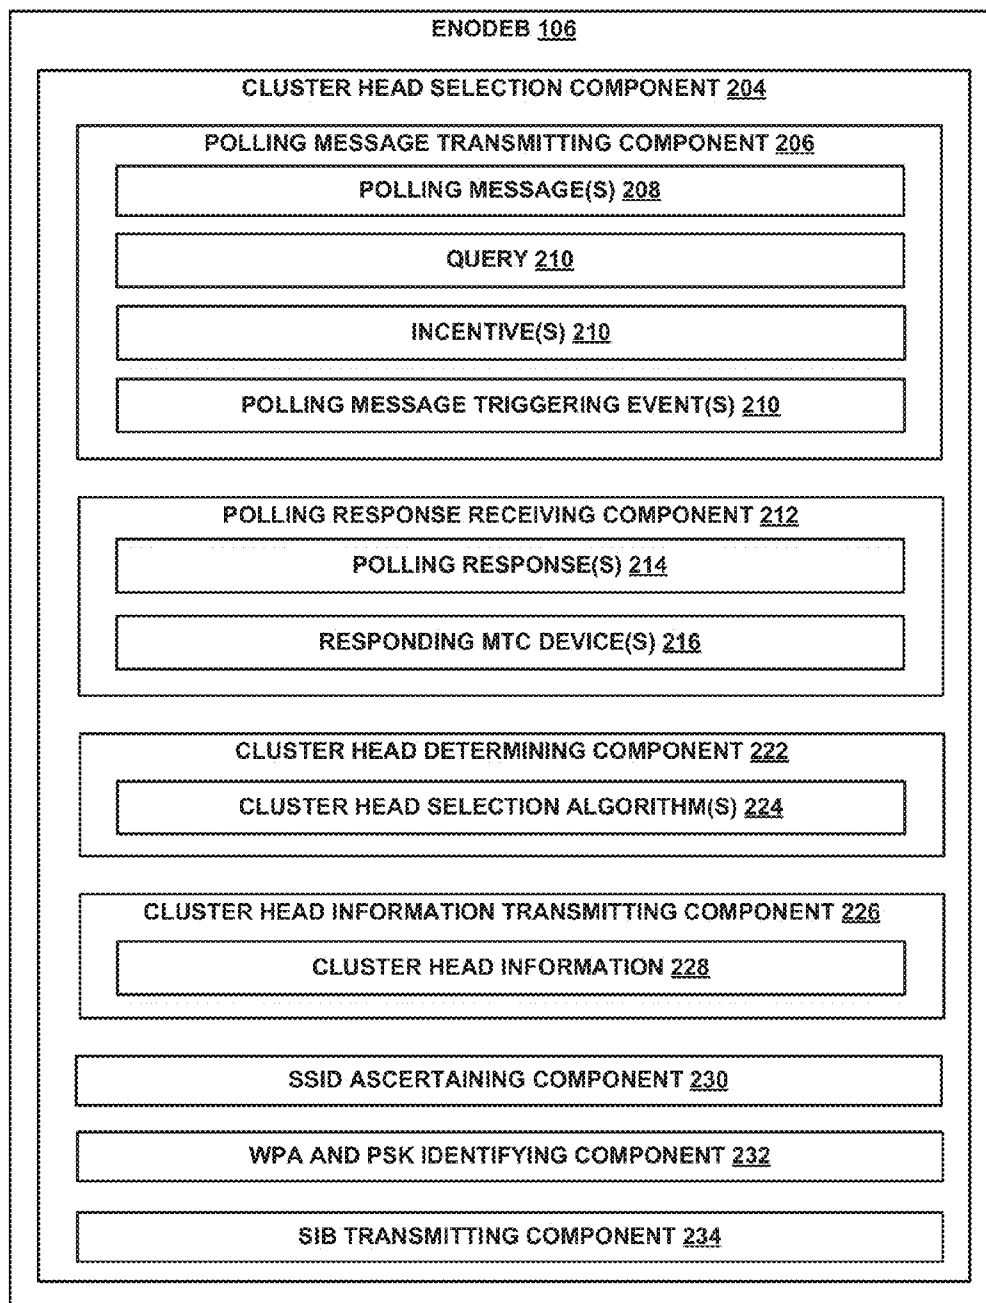 ENODEB 106
CLUSTER HEAD SELECTION COMPONENT 204
POLLING MESSAGE TRANSMITTING COMPONENT 206
POLLING MESSAGE(S) 208
QUERY 210
INCENTIVE(S) 210
POLLING MESSAGE TRIGGERING EVENT(S) 210
POLLING RESPONSE RECEIVING COMPONENT 212
POLLING RESPONSE(S) 214
RESPONDING MTC DEVICE(S) 216
CLUSTER HEAD DETERMINING COMPONENT 222
CLUSTER HEAD SELECTION ALGORITHM(S) 224
CLUSTER HEAD INFORMATION TRANSMITTING COMPONENT 226
CLUSTER HEAD INFORMATION 228
SSID ASCERTAINING COMPONENT 230
WPA AND PSK IDENTIFYING COMPONENT 232
SIB TRANSMITTING COMPONENT 234